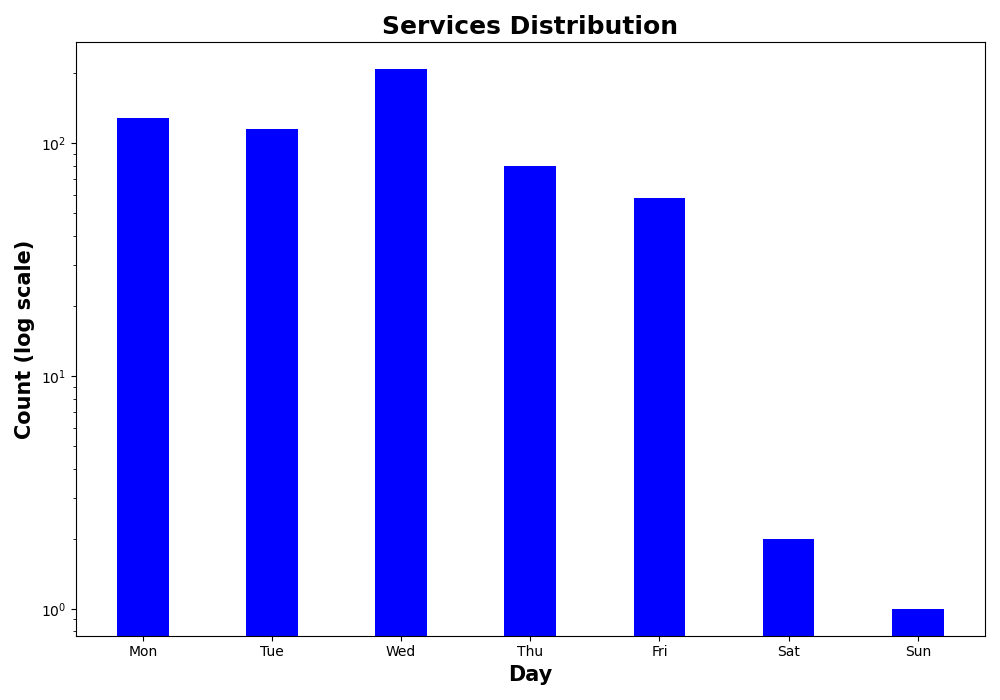 Services Distribution
Count (log scale)
10²
10¹
10⁰
Mon Tue Wed Thu Fri Sat Sun
Day